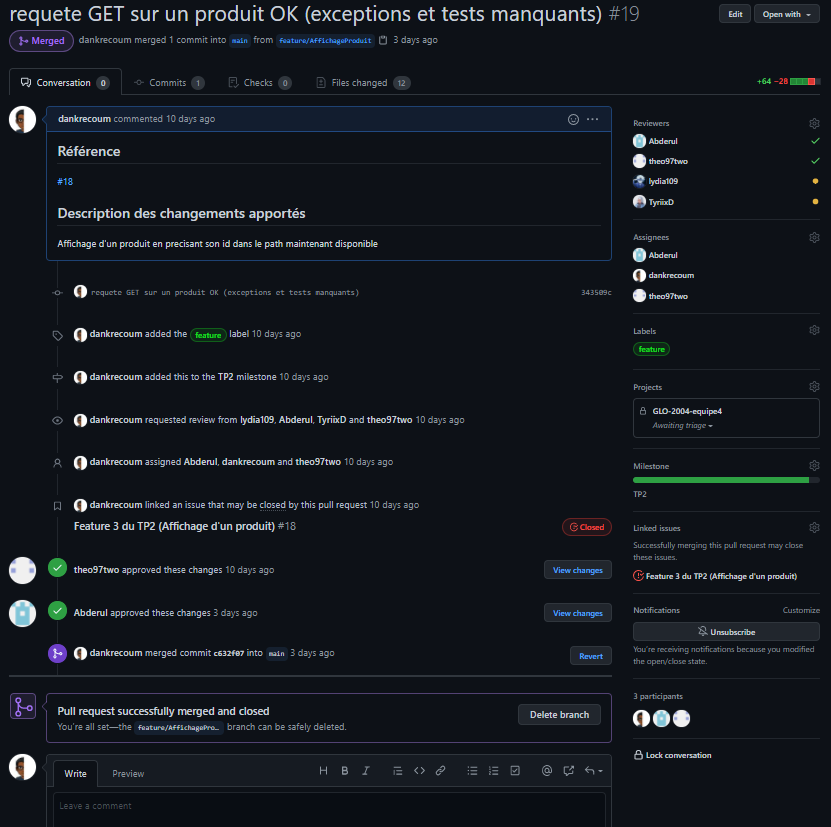 requete GET sur un produit OK (exceptions et tests manquants) #19
Edit
Open with
Merged
dankrecoum merged 1 commit into main from feature/AffichageProduit 3 days ago
Conversation 0
Commits 1
Checks 0
Files changed 12
+64 −28
dankrecoum commented 10 days ago
Référence
#18
Description des changements apportés
Affichage d'un produit en precisant son id dans le path maintenant disponible
requete GET sur un produit OK (exceptions et tests manquants)
343509c
dankrecoum added the feature label 10 days ago
dankrecoum added this to the TP2 milestone 10 days ago
dankrecoum requested review from lydia109, Abderul, TyriixD and theo97two 10 days ago
dankrecoum assigned Abderul, dankrecoum and theo97two 10 days ago
dankrecoum linked an issue that may be closed by this pull request 10 days ago
Feature 3 du TP2 (Affichage d'un produit) #18
Closed
theo97two approved these changes 10 days ago
View changes
Abderul approved these changes 3 days ago
View changes
dankrecoum merged commit c632f07 into main 3 days ago
Revert
Pull request successfully merged and closed
You're all set—the feature/AffichagePro… branch can be safely deleted.
Delete branch
Write
Preview
Leave a comment
Reviewers
Abderul
theo97two
lydia109
TyriixD
Assignees
Abderul
dankrecoum
theo97two
Labels
feature
Projects
GLO-2004-equipe4
Awaiting triage
Milestone
TP2
Linked issues
Successfully merging this pull request may close
these issues.
Feature 3 du TP2 (Affichage d'un produit)
Notifications
Customize
Unsubscribe
You're receiving notifications because you modified
the open/close state.
3 participants
Lock conversation